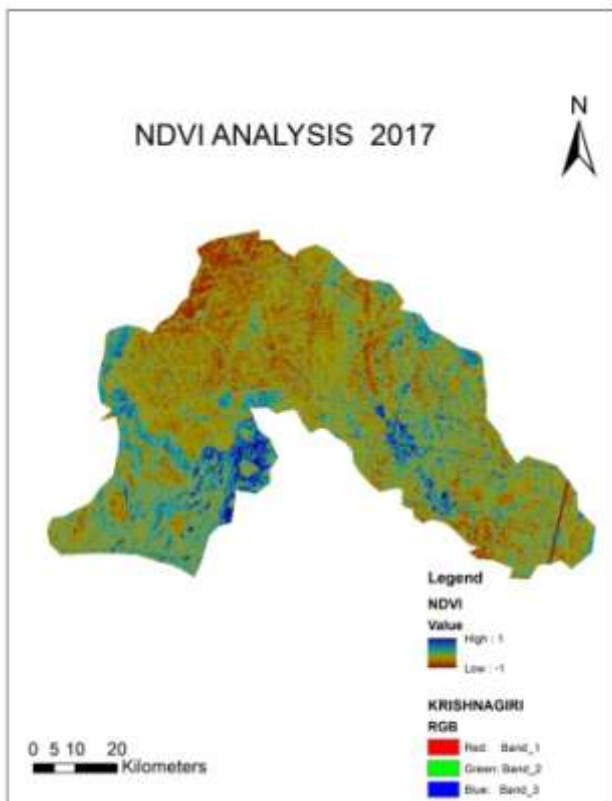 N
NDVI ANALYSIS 2017
Legend
NDVI
Value
High : 1
Low : -1
KRISHNAGIRI
RGB
Red: Band_1
Green: Band_2
Blue: Band_3
0 5 10 20
Kilometers